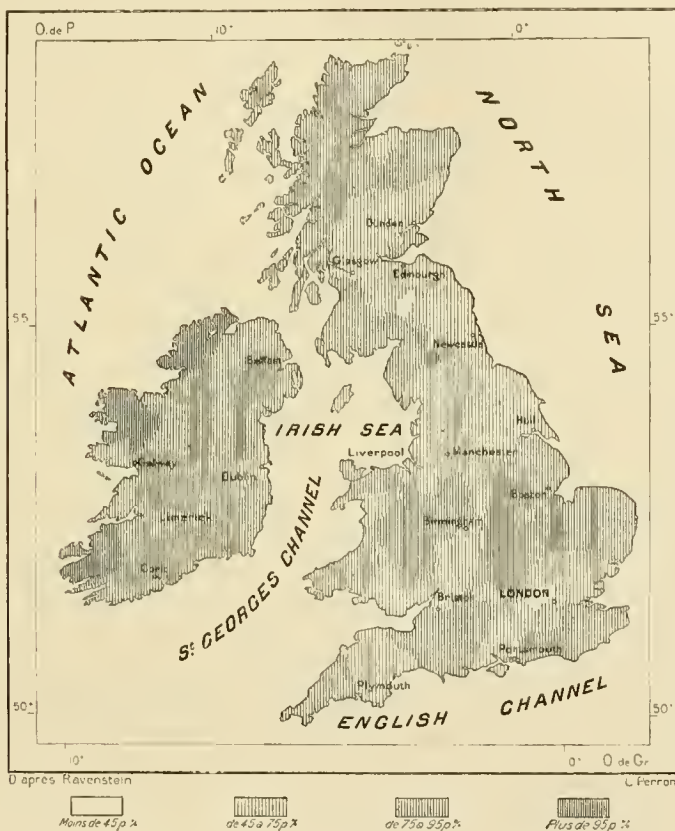 O. de P. 10° 0°
ATLANTIC OCEAN
NORTH SEA
Dundee
Glasgow
Edinburgh
55° 55°
Newcastle
Belfast
Hull
IRISH SEA
Liverpool
Manchester
Galway
Dublin
Boston
Limerick
Birmingham
Cork
ST. GEORGES CHANNEL
Bristol
LONDON
Portsmouth
Plymouth
ENGLISH CHANNEL
50° 50°
10° 0° O de Gr
D'après Ravenstein
C. Perron
Moins de 45 p %
de 45 à 75 p %
de 75 à 95 p %
Plus de 95 p %